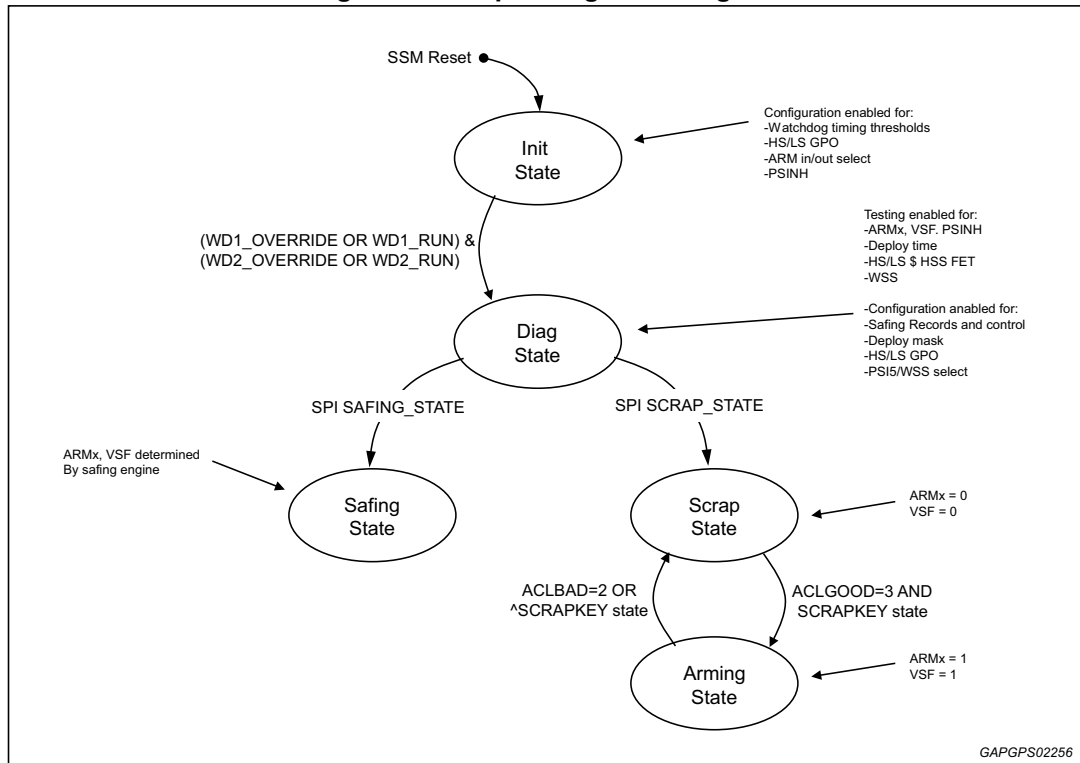 SSM Reset
Init
State
Configuration enabled for:
-Watchdog timing thresholds
-HS/LS GPO
-ARM in/out select
-PSINH
(WD1_OVERRIDE OR WD1_RUN) &
(WD2_OVERRIDE OR WD2_RUN)
Testing enabled for:
-ARMx, VSF. PSINH
-Deploy time
-HS/LS $ HSS FET
-WSS
Diag
State
-Configuration anabled for:
-Safing Records and control
-Deploy mask
-HS/LS GPO
-PSI5/WSS select
SPI SAFING_STATE
SPI SCRAP_STATE
ARMx, VSF determined
By safing engine
Safing
State
Scrap
State
ARMx = 0
VSF = 0
ACLBAD=2 OR
^SCRAPKEY state
ACLGOOD=3 AND
SCRAPKEY state
Arming
State
ARMx = 1
VSF = 1
GAPGPS02256